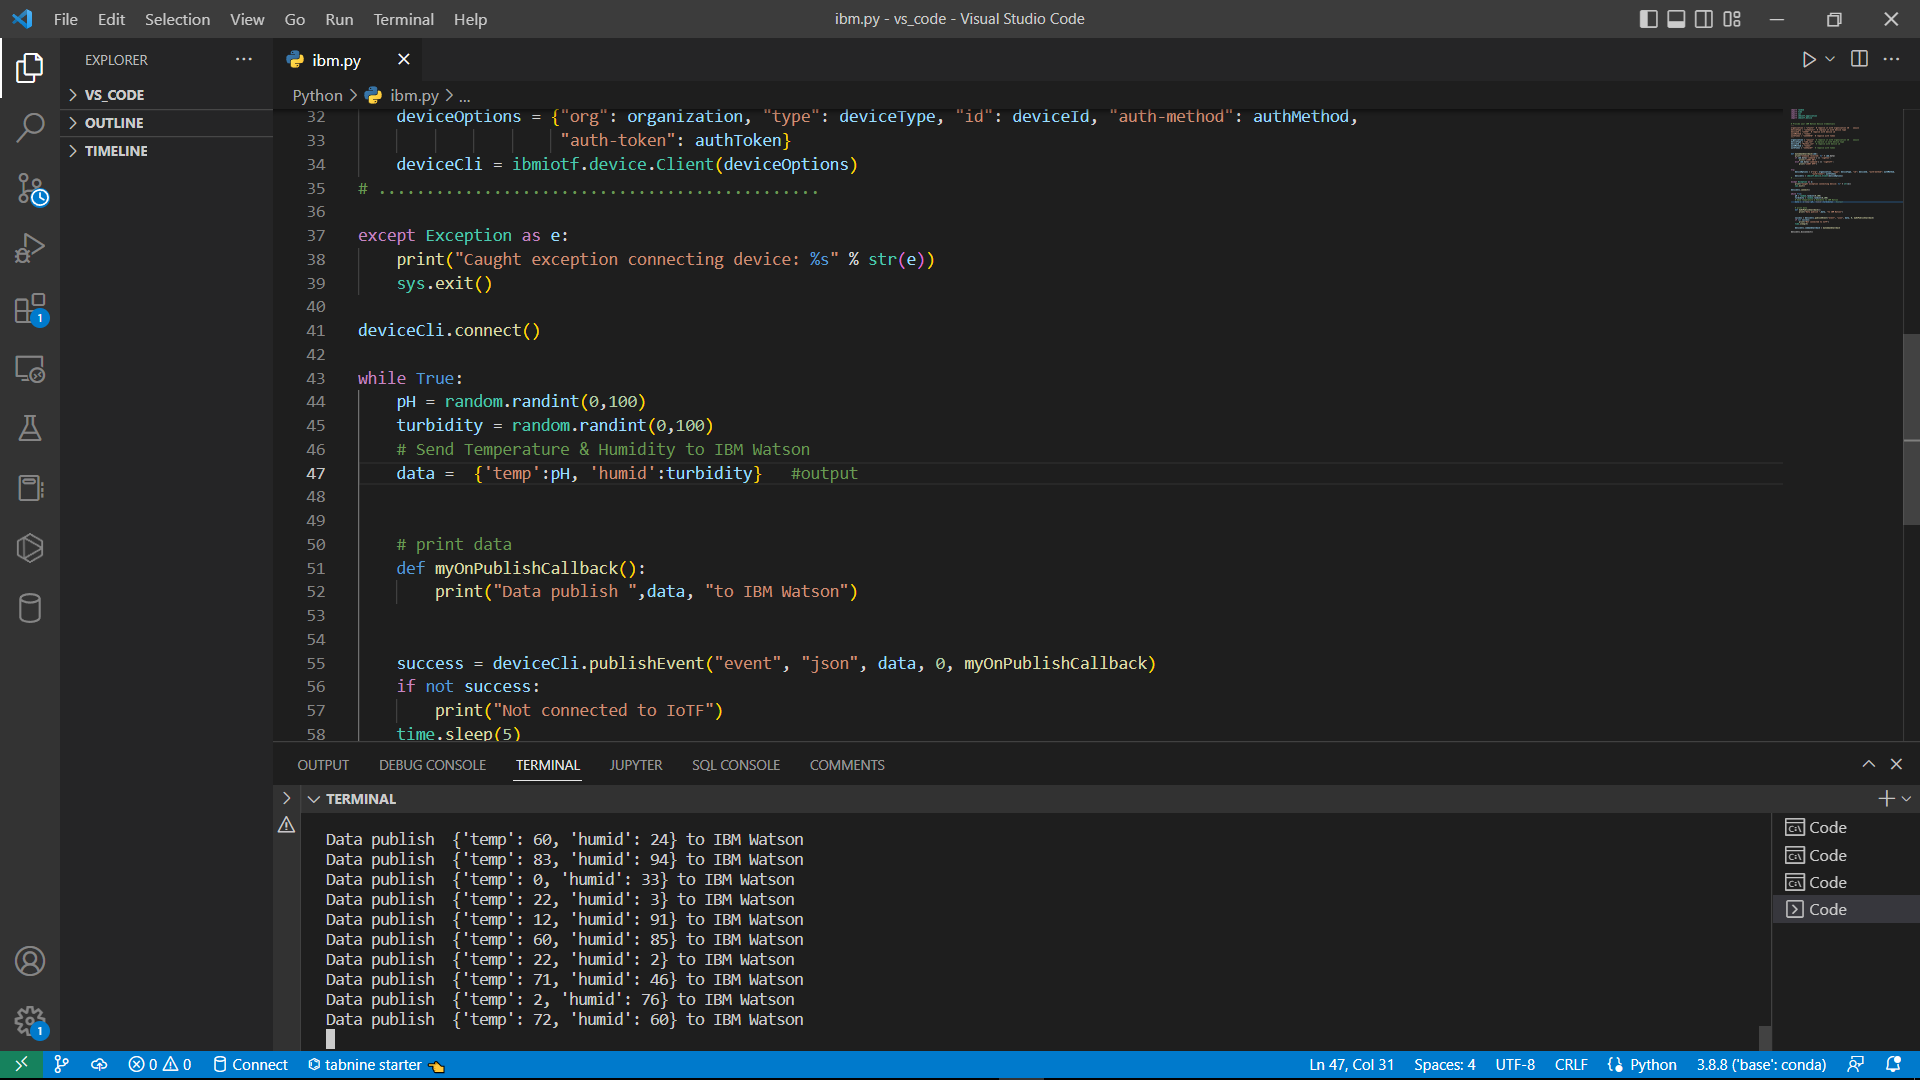 File Edit Selection View Go Run Terminal Help
ibm.py - vs_code - Visual Studio Code
EXPLORER
VS_CODE
OUTLINE
TIMELINE
ibm.py
Python > ibm.py > ...
32 deviceOptions = {"org": organization, "type": deviceType, "id": deviceId, "auth-method": authMethod,
33 "auth-token": authToken}
34 deviceCli = ibmiotf.device.Client(deviceOptions)
35 # ..............................................
36
37 except Exception as e:
38 print("Caught exception connecting device: %s" % str(e))
39 sys.exit()
40
41 deviceCli.connect()
42
43 while True:
44 pH = random.randint(0,100)
45 turbidity = random.randint(0,100)
46 # Send Temperature & Humidity to IBM Watson
47 data =  {'temp':pH, 'humid':turbidity}   #output
48
49
50 # print data
51 def myOnPublishCallback():
52 print("Data publish ",data, "to IBM Watson")
53
54
55 success = deviceCli.publishEvent("event", "json", data, 0, myOnPublishCallback)
56 if not success:
57 print("Not connected to IoTF")
58 time.sleep(5)
OUTPUT DEBUG CONSOLE TERMINAL JUPYTER SQL CONSOLE COMMENTS
TERMINAL
Data publish  {'temp': 60, 'humid': 24} to IBM Watson
Data publish  {'temp': 83, 'humid': 94} to IBM Watson
Data publish  {'temp': 0, 'humid': 33} to IBM Watson
Data publish  {'temp': 22, 'humid': 3} to IBM Watson
Data publish  {'temp': 12, 'humid': 91} to IBM Watson
Data publish  {'temp': 60, 'humid': 85} to IBM Watson
Data publish  {'temp': 22, 'humid': 2} to IBM Watson
Data publish  {'temp': 71, 'humid': 46} to IBM Watson
Data publish  {'temp': 2, 'humid': 76} to IBM Watson
Data publish  {'temp': 72, 'humid': 60} to IBM Watson
Code
Code
Code
Code
1
1
0 0 Connect tabnine starter
Ln 47, Col 31 Spaces: 4 UTF-8 CRLF Python 3.8.8 ('base': conda)